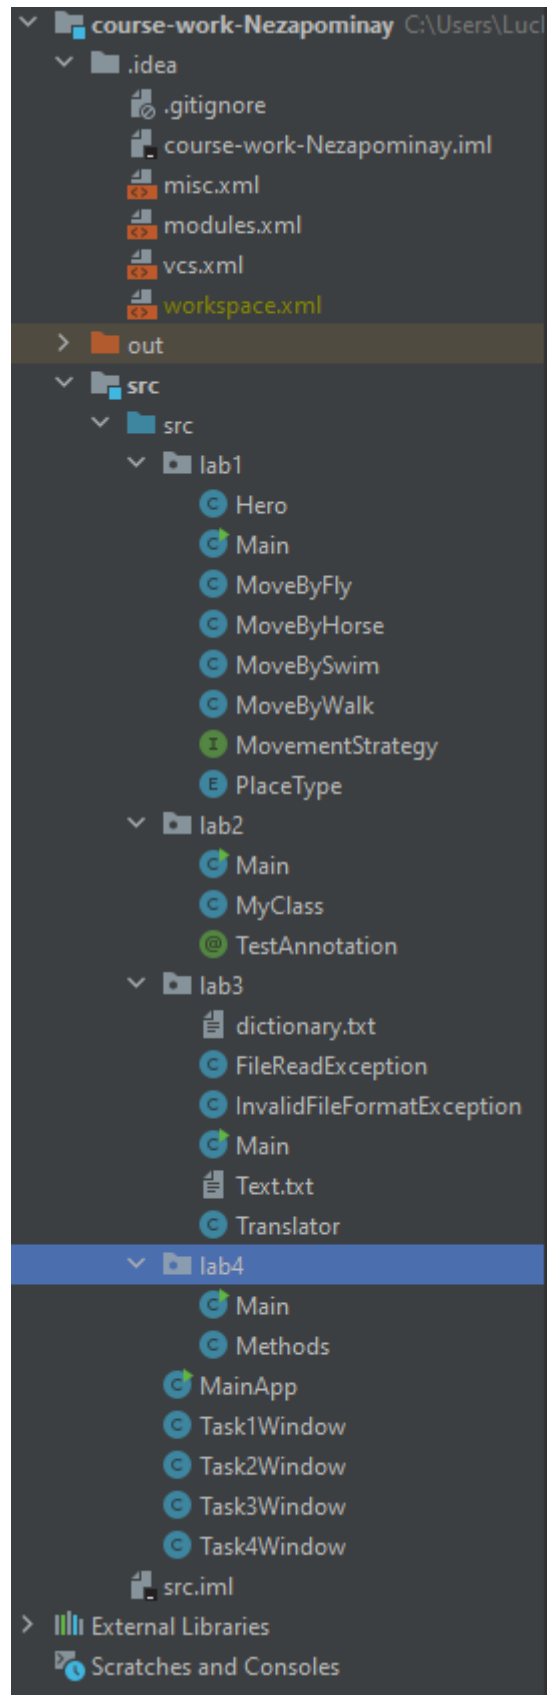 course-work-Nezapominay C:\Users\Lucl
.idea
.gitignore
course-work-Nezapominay.iml
misc.xml
modules.xml
vcs.xml
workspace.xml
out
src
src
lab1
Hero
Main
MoveByFly
MoveByHorse
MoveBySwim
MoveByWalk
MovementStrategy
PlaceType
lab2
Main
MyClass
TestAnnotation
lab3
dictionary.txt
FileReadException
InvalidFileFormatException
Main
Text.txt
Translator
lab4
Main
Methods
MainApp
Task1Window
Task2Window
Task3Window
Task4Window
src.iml
External Libraries
Scratches and Consoles